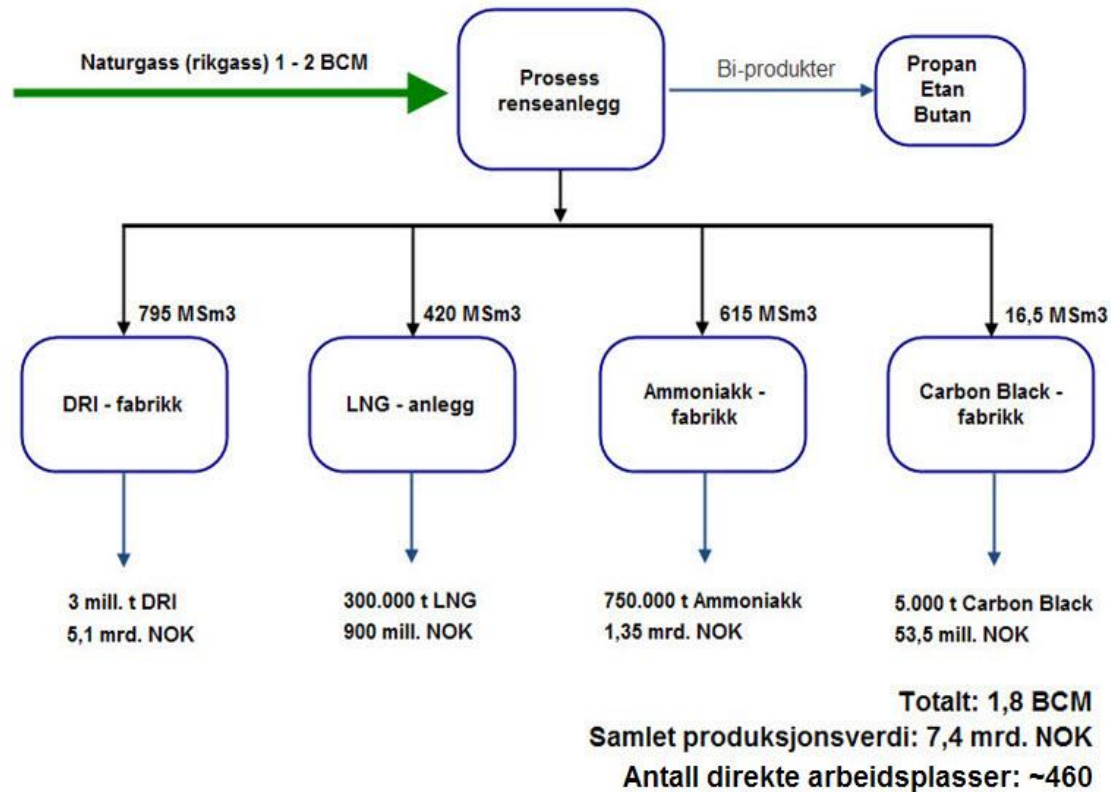 Naturgass (rikgass) 1 - 2 BCM
Prosess
renseanlegg
Bi-produkter
Propan
Etan
Butan
795 MSm3
420 MSm3
615 MSm3
16,5 MSm3
DRI - fabrikk
LNG - anlegg
Ammoniakk -
fabrikk
Carbon Black -
fabrikk
3 mill. t DRI
5,1 mrd. NOK
300.000 t LNG
900 mill. NOK
750.000 t Ammoniakk
1,35 mrd. NOK
5.000 t Carbon Black
53,5 mill. NOK
Totalt: 1,8 BCM
Samlet produksjonsverdi: 7,4 mrd. NOK
Antall direkte arbeidsplasser: ~460